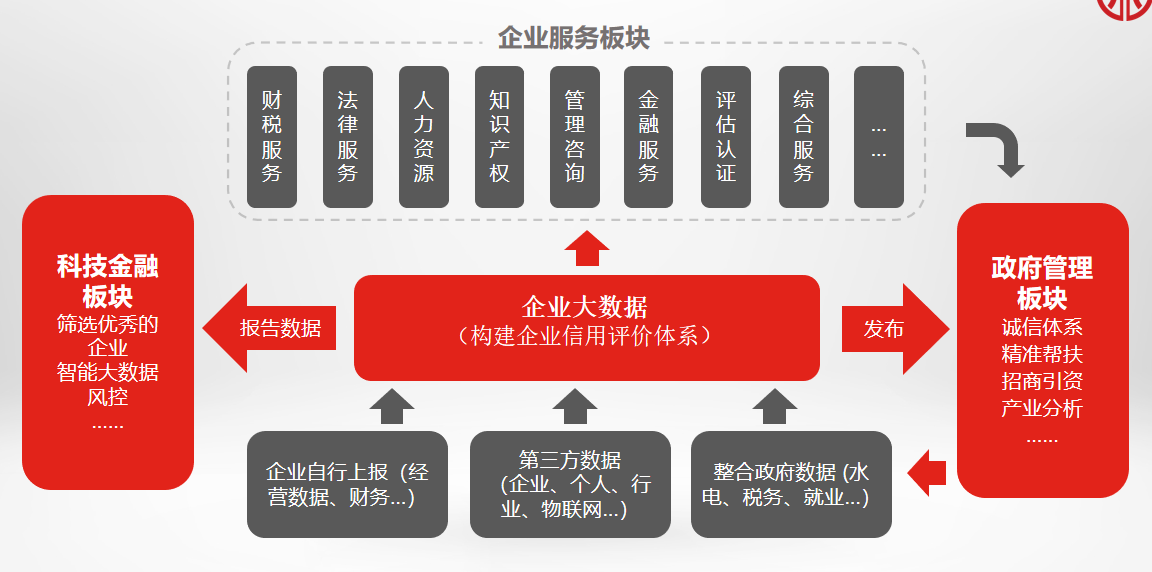 企业服务板块
财税服务
法律服务
人力资源
知识产权
管理咨询
金融服务
评估认证
综合服务
...
...
科技金融
板块
筛选优秀的
企业
智能大数据
风控
......
报告数据
企业大数据
（构建企业信用评价体系）
发布
政府管理
板块
诚信体系
精准帮扶
招商引资
产业分析
......
企业自行上报（经
营数据、财务...）
第三方数据
(企业、个人、行
业、物联网...）
整合政府数据 (水
电、税务、就业...）